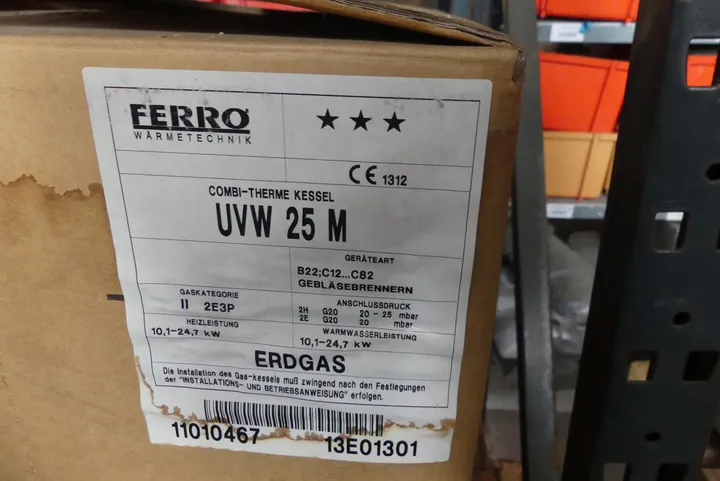 FERRO
WÄRMETECHNIK
★ ★ ★
CE 1312
COMBI-THERME KESSEL
UVW 25 M
GERÄTEART
B22;C12...C82
GEBLÄSEBRENNERN
GASKATEGORIE
II 2E3P
ANSCHLUSSDRUCK
2H G20 20 - 25 mbar
2E G20 20 mbar
HEIZLEISTUNG
10,1-24,7 kW
WARMWASSERLEISTUNG
10,1-24,7 kW
ERDGAS
Die Installation des Gas-kessels muß zwingend nach den Festlegungen
der "INSTALLATIONS- UND BETRIEBSANWEISUNG" erfolgen.
11010467 13E01301